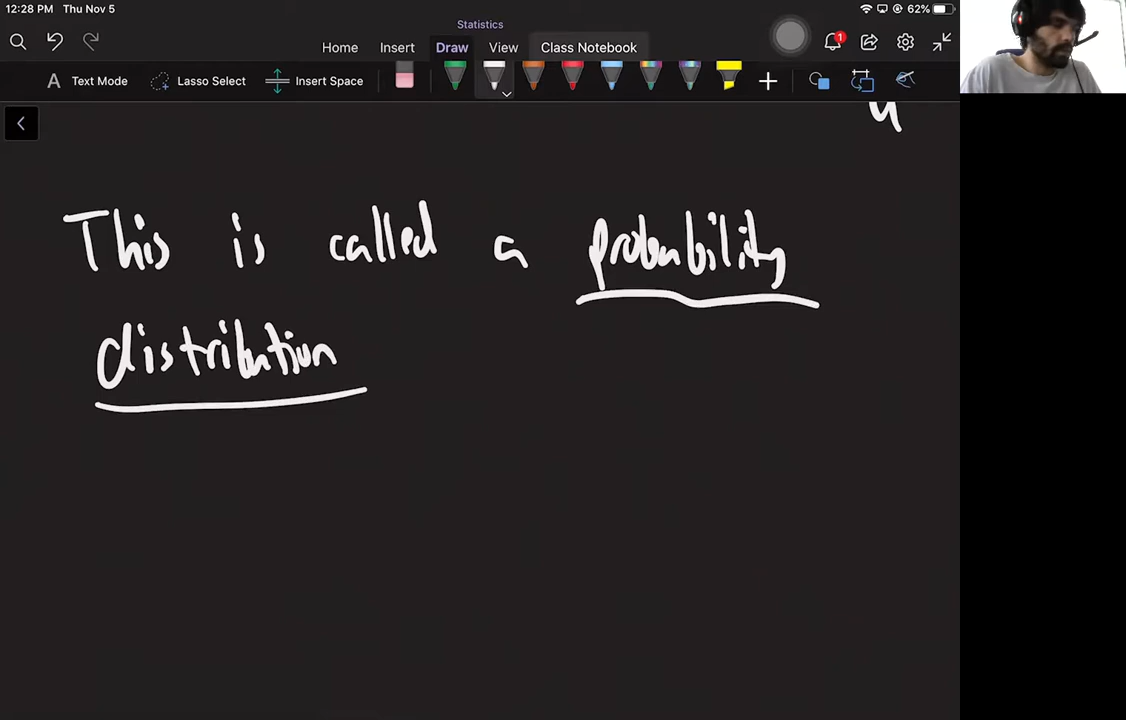 12:28 PM Thu Nov 5
62%
Statistics
Home Insert Draw View Class Notebook
1
A Text Mode Lasso Select Insert Space
This is called a probability
distribution